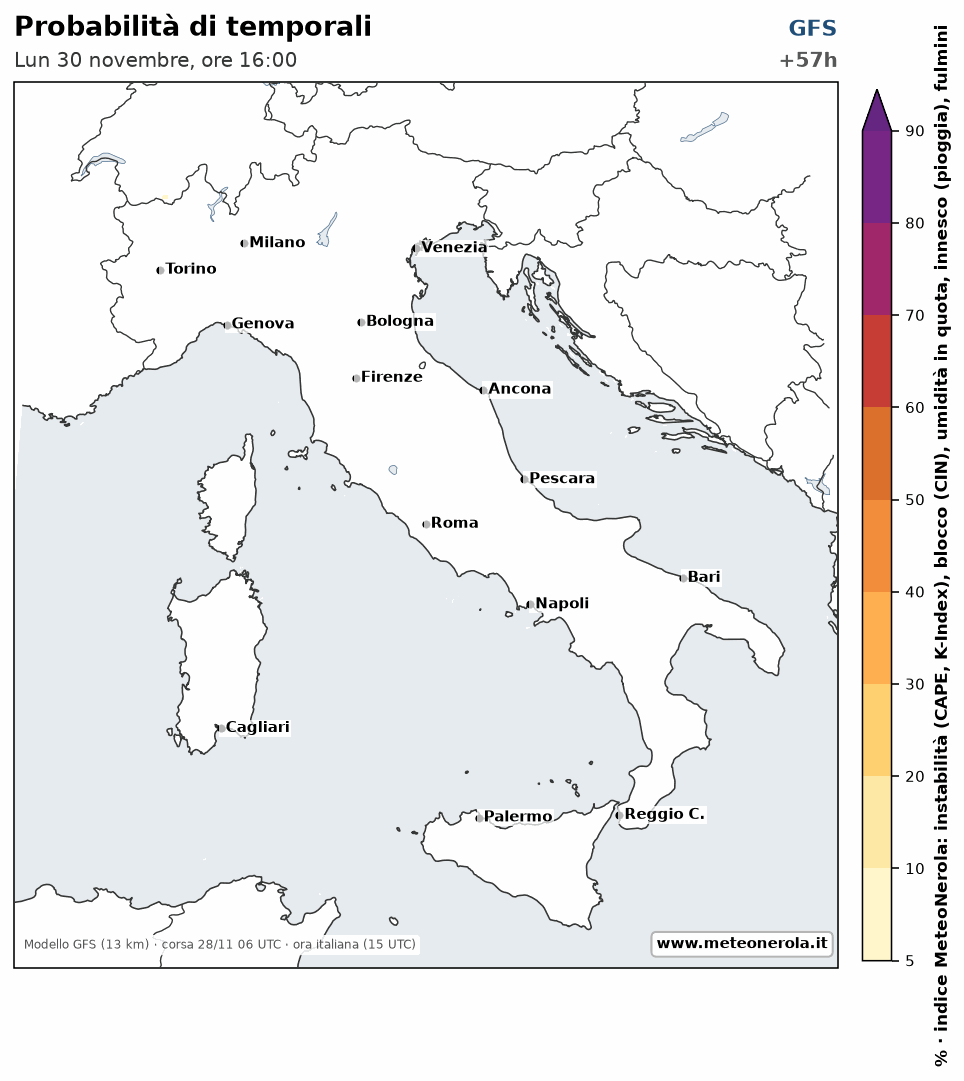 Probabilità di temporali
GFS
Lun 30 novembre, ore 16:00
+57h
Milano
Venezia
Torino
Genova
Bologna
Firenze
Ancona
Pescara
Roma
Bari
Napoli
Cagliari
Palermo
Reggio C.
Modello GFS (13 km) · corsa 28/11 06 UTC · ora italiana (15 UTC)
www.meteonerola.it
90
80
70
60
50
40
30
20
10
5
% · indice MeteoNerola: instabilità (CAPE, K-Index), blocco (CIN), umidità in quota, innesco (pioggia), fulmini